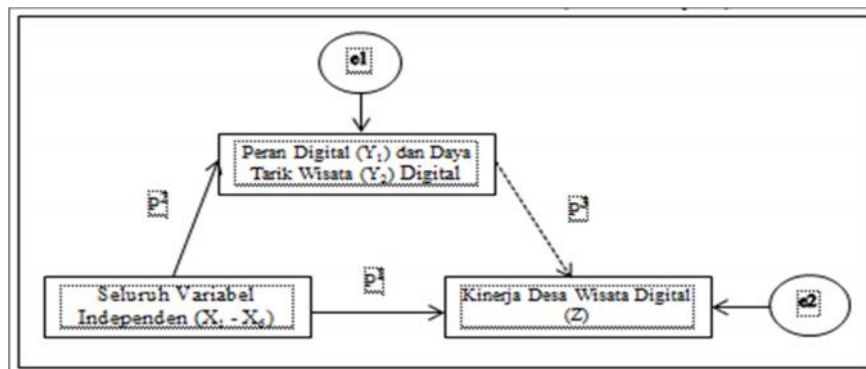 e1
Peran Digital (Y₁) dan Daya
Tarik Wisata (Y₂) Digital
Seluruh Variabel
Independen (X₁ - X₆)
Kinerja Desa Wisata Digital
(Z)
e2